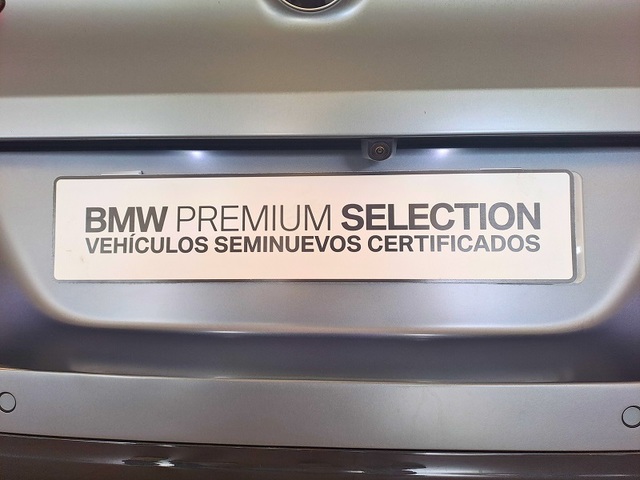 BMW PREMIUM SELECTION
VEHÍCULOS SEMINUEVOS CERTIFICADOS